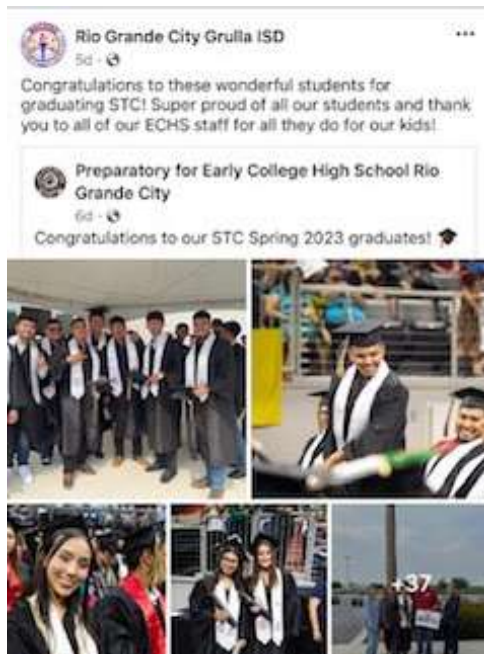 Rio Grande City Grulla ISD
5d
Congratulations to these wonderful students for
graduating STC! Super proud of all our students and thank
you to all of our ECHS staff for all they do for our kids!
Preparatory for Early College High School Rio
Grande City
6d
Congratulations to our STC Spring 2023 graduates! 🎓
+37